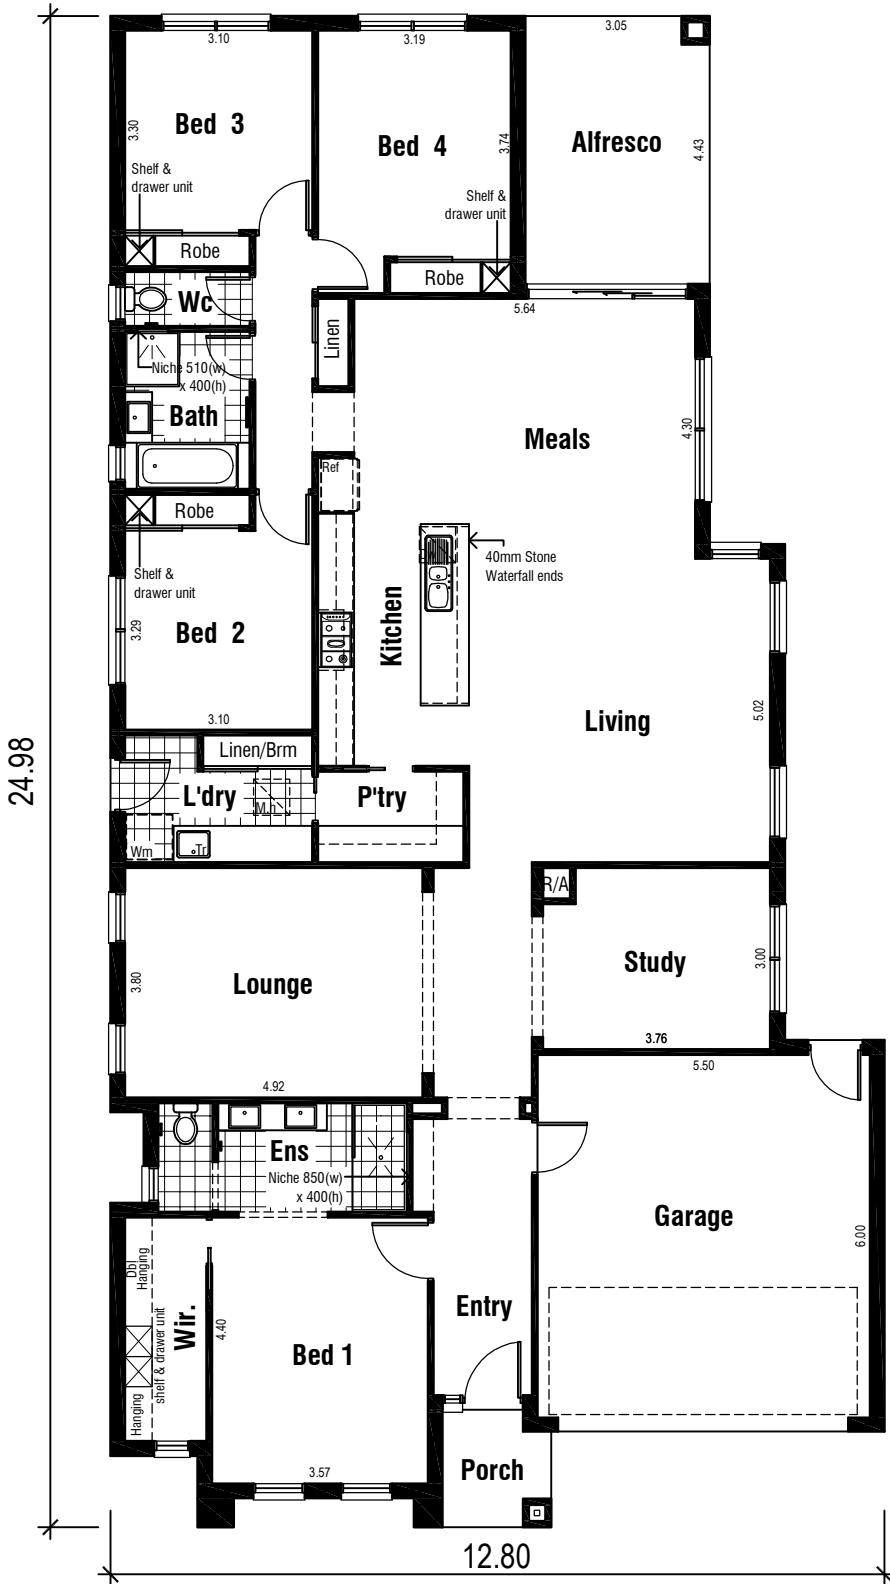 3.10
3.19
3.05
Bed 3
3.30
Bed 4
3.74
Alfresco
4.43
Shelf &
drawer unit
Shelf &
drawer unit
Robe
Robe
Wc
5.64
Linen
Niche 510(w)
x 400(h)
Bath
Meals
4.30
Ref
Robe
40mm Stone
Waterfall ends
Shelf &
drawer unit
Kitchen
Bed 2
3.29
3.10
Living
5.02
24.98
Linen/Brm
L'dry
M.h
P'try
Wm
Tr
R/A
Lounge
3.80
Study
3.00
3.76
4.92
5.50
Ens
Niche 850(w)
x 400(h)
Garage
6.00
Dbl
Hanging
shelf & drawer unit
Hanging
Wir.
4.40
Entry
Bed 1
3.57
Porch
12.80